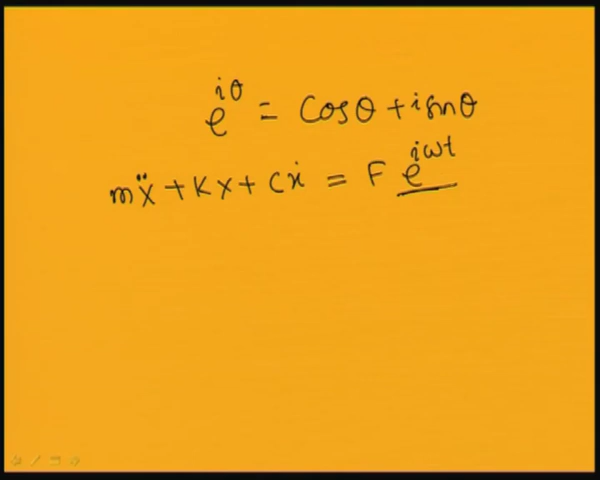 e^{iθ} = Cosθ + i sinθ
mẍ + Kx + Cẋ = F e^{iωt}